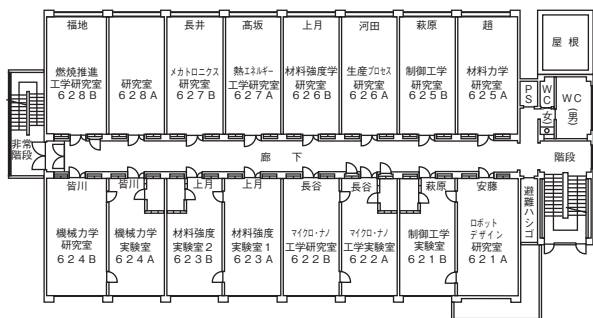 福地
燃焼推進
工学研究室
628B
研究室
628A
長井
メカトロニクス
研究室
627B
髙坂
熱エネルギー
工学研究室
627A
上月
材料強度学
研究室
626B
河田
生産プロセス
研究室
626A
萩原
制御工学
研究室
625B
趙
材料力学
研究室
625A
屋根
PS
WC
(女)
WC
(男)
非常
階段
廊下
階段
皆川
機械力学
研究室
624B
皆川
機械力学
実験室
624A
上月
材料強度
実験室2
623B
上月
材料強度
実験室1
623A
長谷
マイクロ・ナノ
工学研究室
622B
長谷
マイクロ・ナノ
工学実験室
622A
萩原
制御工学
実験室
621B
安藤
ロボット
デザイン
研究室
621A
避難ハシゴ